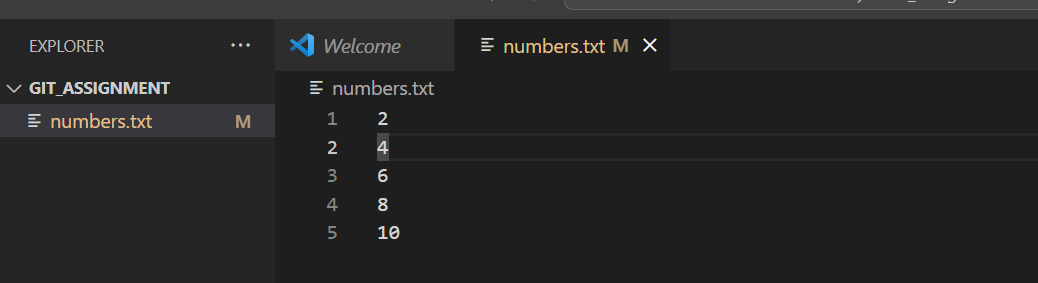 EXPLORER ...
Welcome
numbers.txt M
GIT_ASSIGNMENT
numbers.txt
numbers.txt M
1 2
2 4
3 6
4 8
5 10